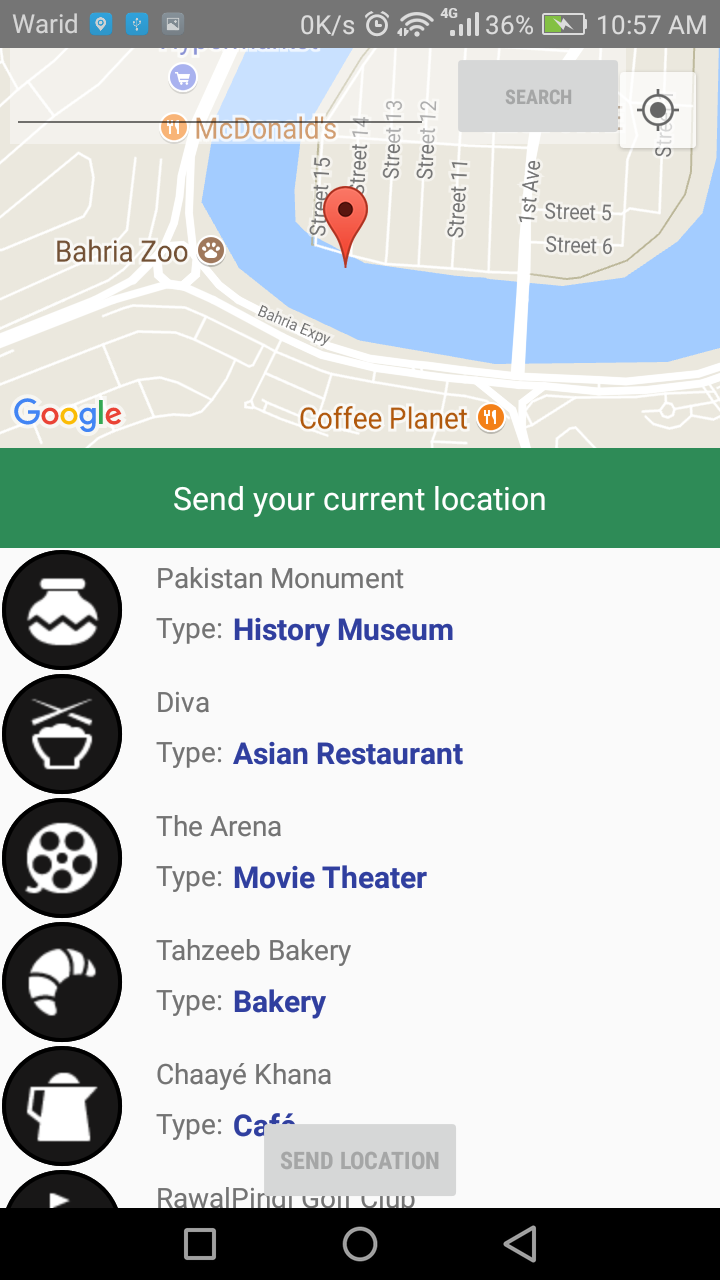 Warid 0K/s 4G 36% 10:57 AM
SEARCH
McDonald's
Street 15
Street 14
Street 13
Street 12
Street 11
1st Ave
Street 5
Street 6
Bahria Zoo
Bahria Expy
Google
Coffee Planet
Send your current location
Pakistan Monument
Type: History Museum
Diva
Type: Asian Restaurant
The Arena
Type: Movie Theater
Tahzeeb Bakery
Type: Bakery
Chaayé Khana
Type: Café
SEND LOCATION
RawalPindi Golf Club